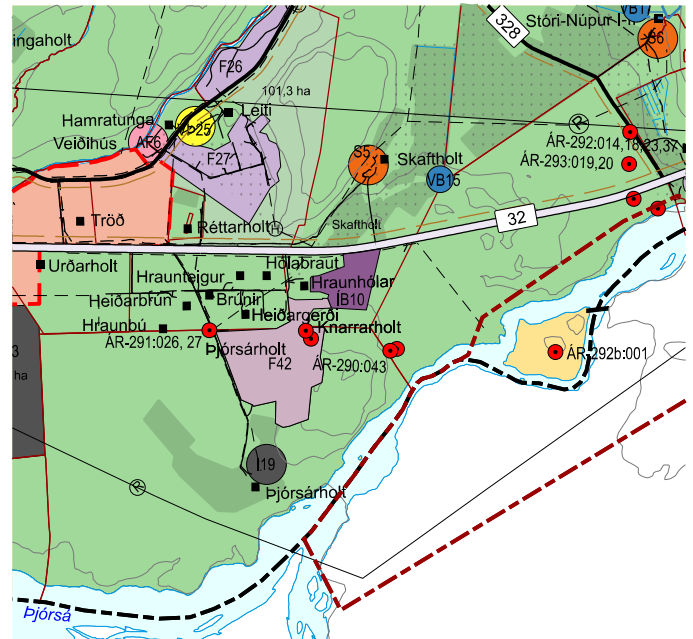 VB1
Stóri-Núpur I-II
S6
328
ingaholt
F26
101,3 ha
Leiti
R
Hamratunga
Veiðihús
AF6
F27
S5
Skaftholt
VB15
ÁR-292:014,18,23,37
ÁR-293:019,20
Tröð
Réttarholt
H
Skaftholt
32
Urðarholt
Hólabraut
Hraunteigur
Hraunhólar
ÍB10
Heiðarbrún
Brúnir
Heiðargerði
Hraunbú
Knarrarholt
ÁR-291:026, 27
Þjórsárholt
F42
ÁR-290:043
ÁR-292b:001
3
ha
I19
R
Þjórsárholt
Þjórsá